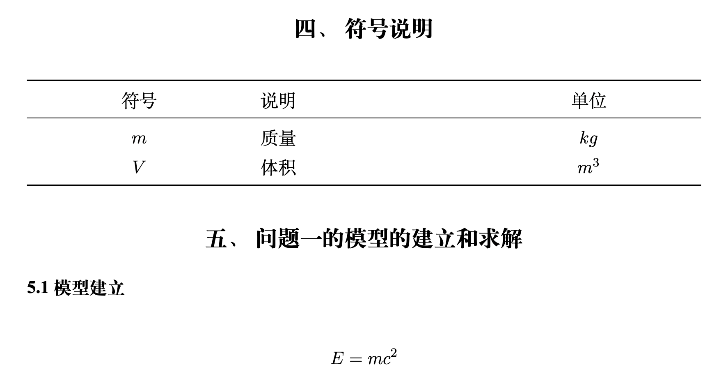 四、 符号说明
符号 说明 单位
m 质量 kg
V 体积 m³
五、 问题一的模型的建立和求解
5.1 模型建立
E = mc²